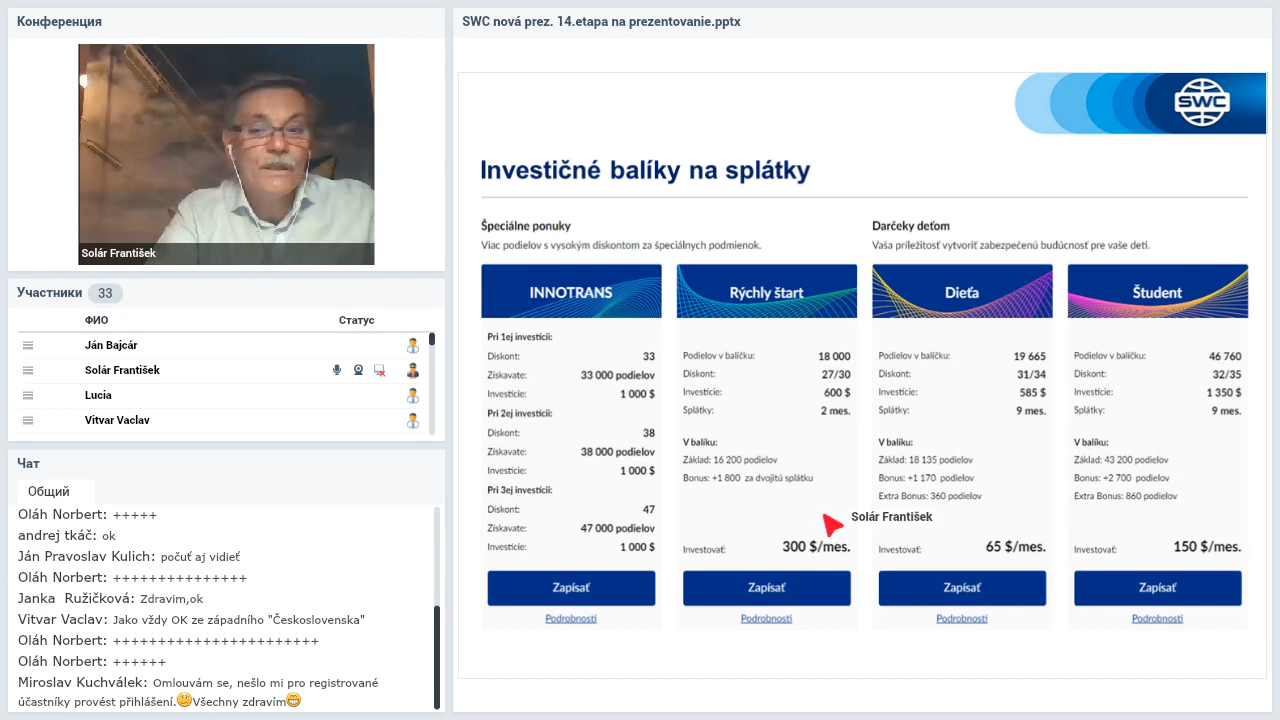 Конференция
Solár František
Участники 33
ФИО Статус
Ján Bajcár
Solár František
Lucia
Vitvar Vaclav
Чат
Общий
Oláh Norbert: +++++
andrej tkáč: ok
Ján Pravoslav Kulich: počuť aj vidieť
Oláh Norbert: +++++++++++++++
Janka Ružičková: Zdravim,ok
Vitvar Vaclav: Jako vždy OK ze západního "Československa"
Oláh Norbert: +++++++++++++++++++++++
Oláh Norbert: ++++++
Miroslav Kuchválek: Omlouvám se, nešlo mi pro registrované
účastníky provést přihlášení. Všechny zdravím
SWC nová prez. 14.etapa na prezentovanie.pptx
SWC
Investičné balíky na splátky
Špeciálne ponuky
Viac podielov s vysokým diskontom za špeciálnych podmienok.
Darčeky deťom
Vaša príležitosť vytvoriť zabezpečenú budúcnosť pre vaše deti.
INNOTRANS
Pri 1ej investícii:
Diskont: 33
Získavate: 33 000 podielov
Investície: 1 000 $
Pri 2ej investícii:
Diskont: 38
Získavate: 38 000 podielov
Investície: 1 000 $
Pri 3ej investícii:
Diskont: 47
Získavate: 47 000 podielov
Investície: 1 000 $
Zapísať
Podrobnosti
Rýchly štart
Podielov v balíčku: 18 000
Diskont: 27/30
Investície: 600 $
Splátky: 2 mes.
V balíku:
Základ: 16 200 podielov
Bonus: +1 800 za dvojitú splátku
Investovať: 300 $/mes.
Zapísať
Podrobnosti
Dieťa
Podielov v balíčku: 19 665
Diskont: 31/34
Investície: 585 $
Splátky: 9 mes.
V balíku:
Základ: 18 135 podielov
Bonus: +1 170 podielov
Extra Bonus: 360 podielov
Solár František
Investovať: 65 $/mes.
Zapísať
Podrobnosti
Študent
Podielov v balíčku: 46 760
Diskont: 32/35
Investície: 1 350 $
Splátky: 9 mes.
V balíku:
Základ: 43 200 podielov
Bonus: +2 700 podielov
Extra Bonus: 860 podielov
Investovať: 150 $/mes.
Zapísať
Podrobnosti